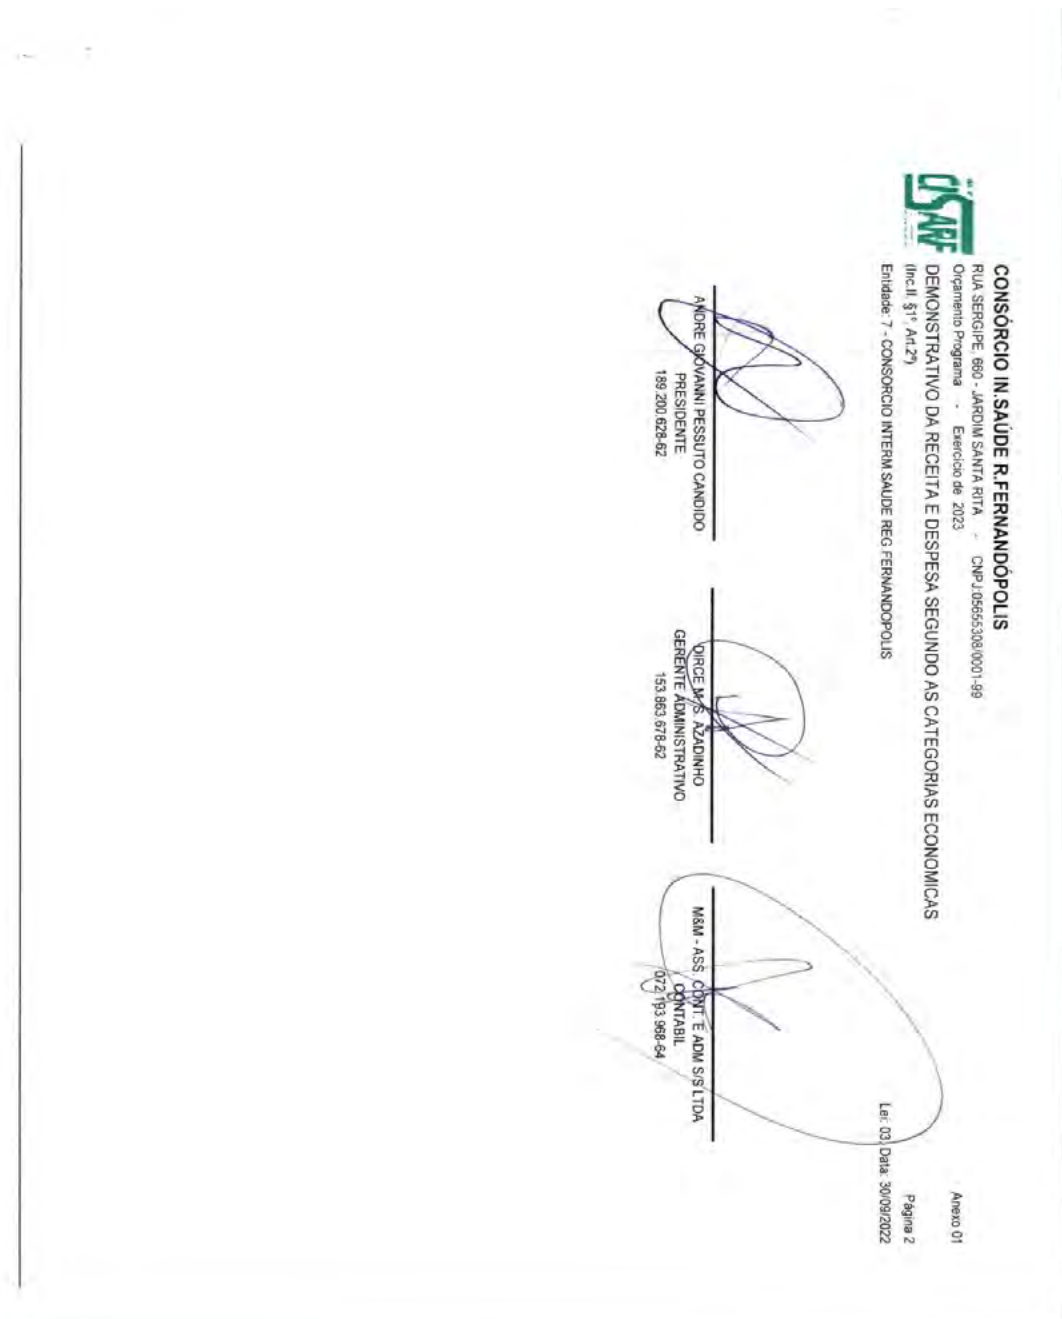 CISARF
CONSÓRCIO IN.SAÚDE R.FERNANDÓPOLIS
RUA SERGIPE, 660 - JARDIM SANTA RITA - CNPJ:05655308/0001-99
Orçamento Programa - Exercício de 2023
Anexo 01
DEMONSTRATIVO DA RECEITA E DESPESA SEGUNDO AS CATEGORIAS ECONOMICAS
(Inc.II, §1º, Art.2º)
Página 2
Entidade: 7 - CONSORCIO INTERM.SAUDE REG.FERNANDOPOLIS
Lei: 03, Data: 30/09/2022
ANDRE GIOVANNI PESSUTO CANDIDO
PRESIDENTE
189.200.628-62
DIRCE M. S. AZADINHO
GERENTE ADMINISTRATIVO
153.863.678-62
M&M - ASS. CONT. E ADM S/S LTDA
CONTABIL
072.193.968-64